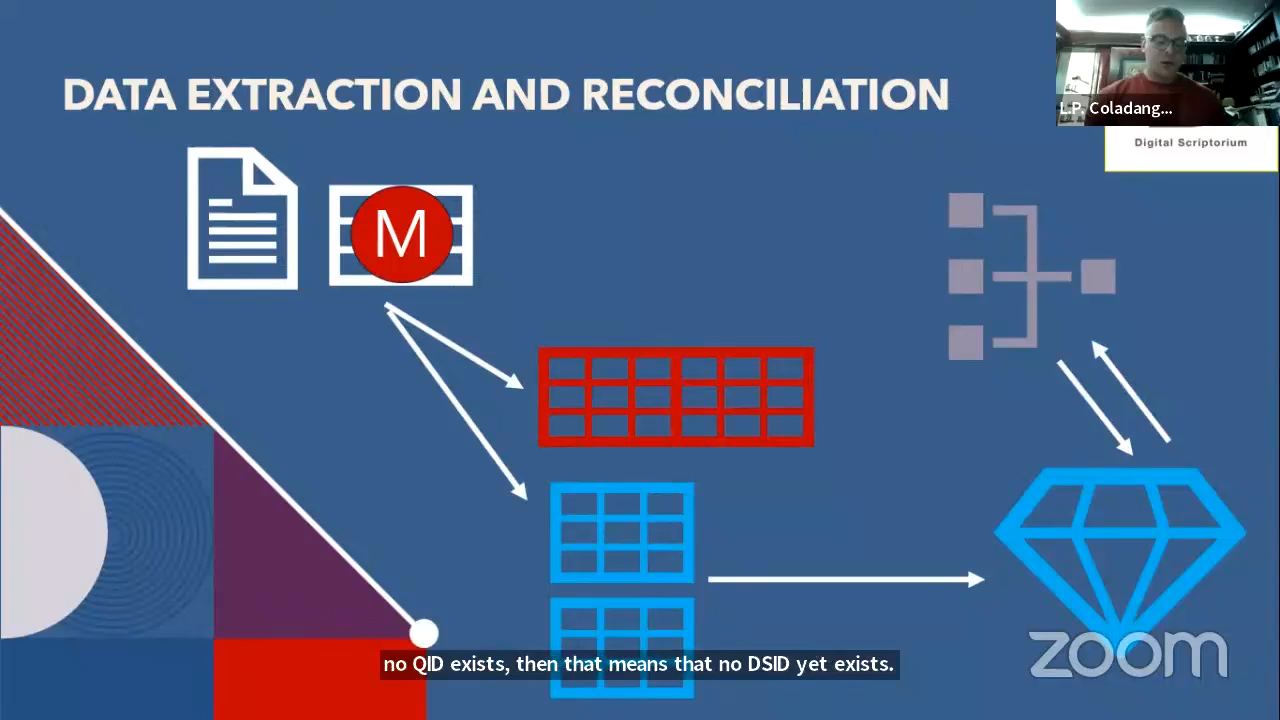 DATA EXTRACTION AND RECONCILIATION
L.P. Coladang...
Digital Scriptorium
M
no QID exists, then that means that no DSID yet exists.
zoom